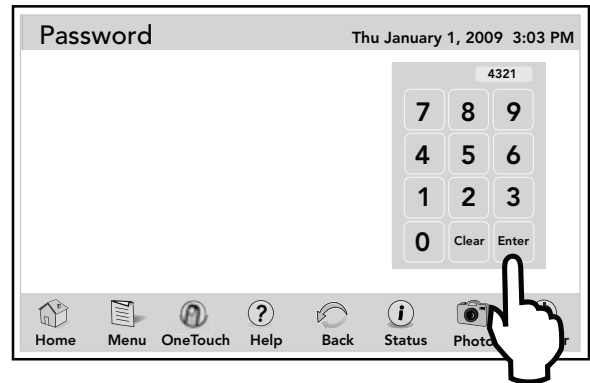 Password Thu January 1, 2009 3:03 PM
4321
7 8 9
4 5 6
1 2 3
0 Clear Enter
Home Menu OneTouch Help Back Status